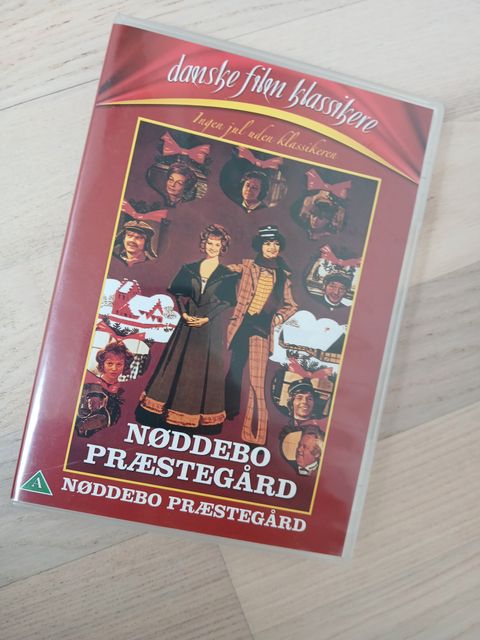 danske film klassikere
Ingen jul uden klassikeren
NØDDEBO
PRÆSTEGÅRD
A
NØDDEBO PRÆSTEGÅRD